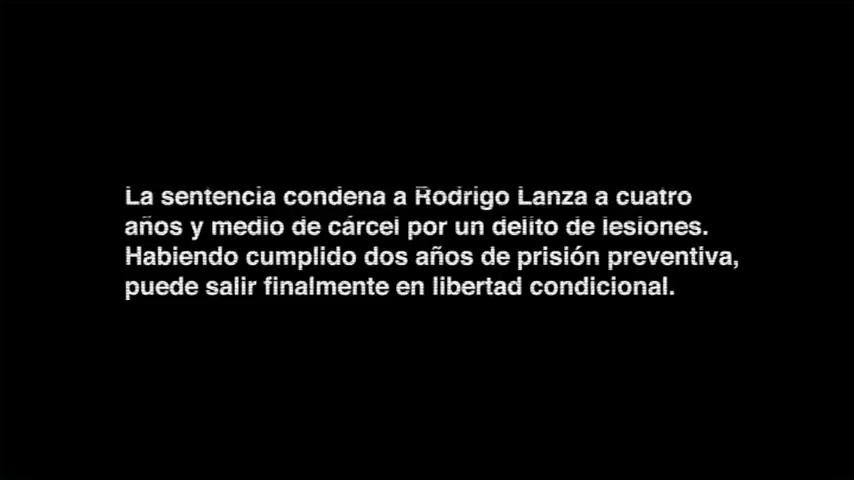 La sentencia condena a Rodrigo Lanza a cuatro
años y medio de cárcel por un delito de lesiones.
Habiendo cumplido dos años de prisión preventiva,
puede salir finalmente en libertad condicional.